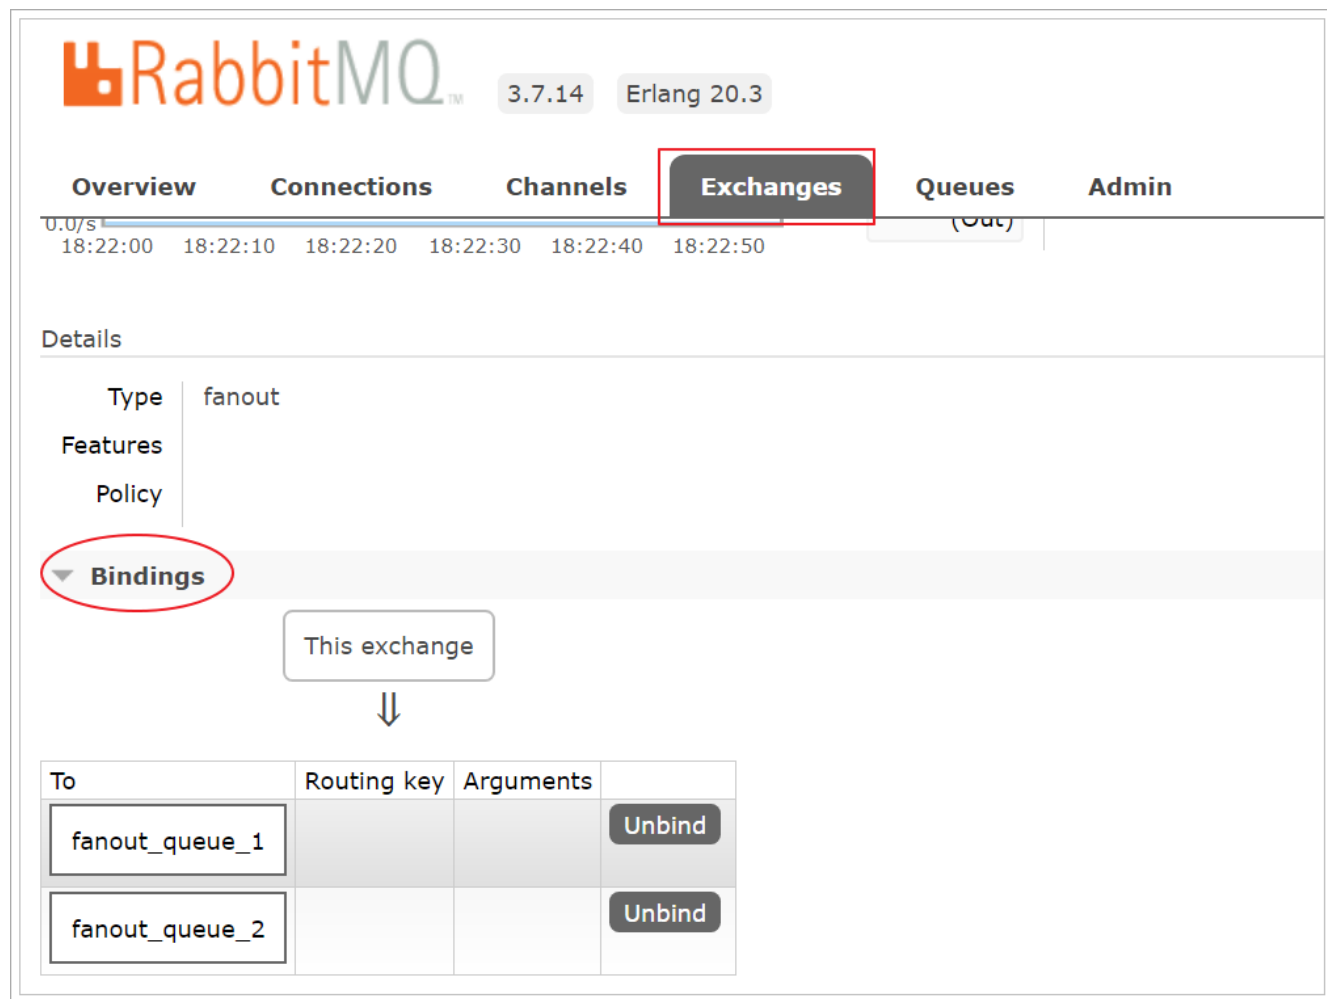 RabbitMQ TM 3.7.14 Erlang 20.3
Overview Connections Channels Exchanges Queues Admin
0.0/s (Out)
18:22:00 18:22:10 18:22:20 18:22:30 18:22:40 18:22:50
Details
Type fanout
Features
Policy
Bindings
This exchange
⇓
To Routing key Arguments
fanout_queue_1 Unbind
fanout_queue_2 Unbind